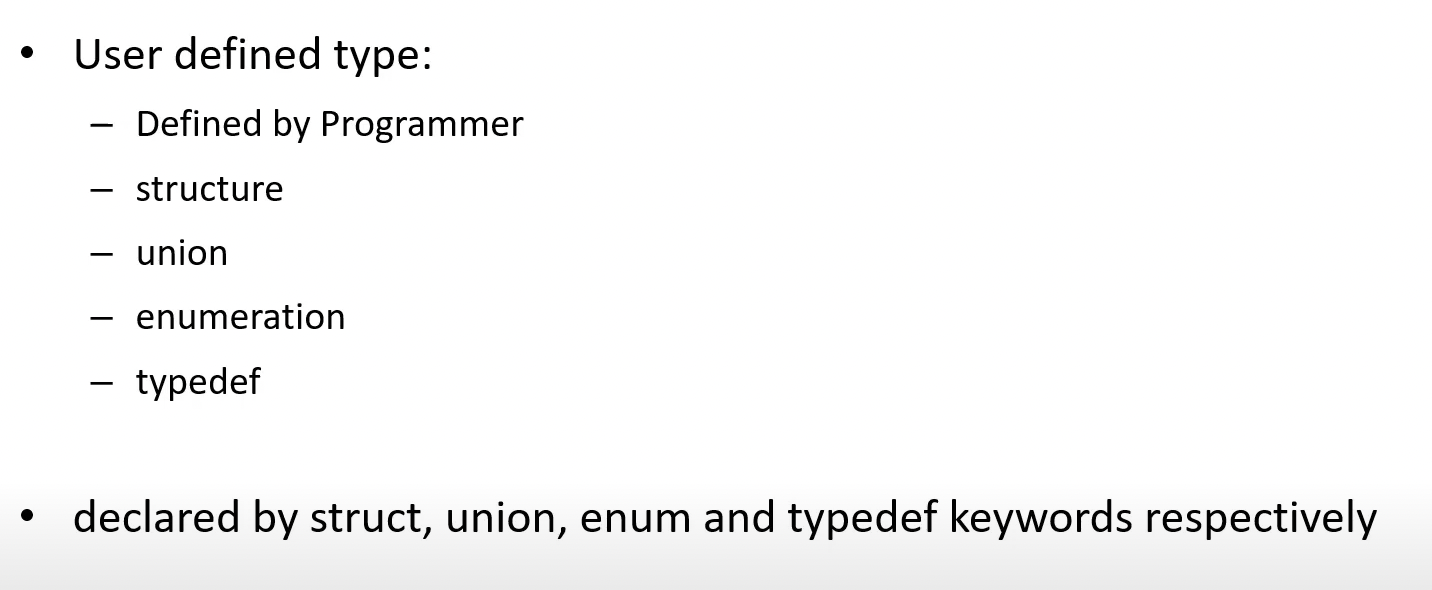 • User defined type:
– Defined by Programmer
– structure
– union
– enumeration
– typedef
• declared by struct, union, enum and typedef keywords respectively